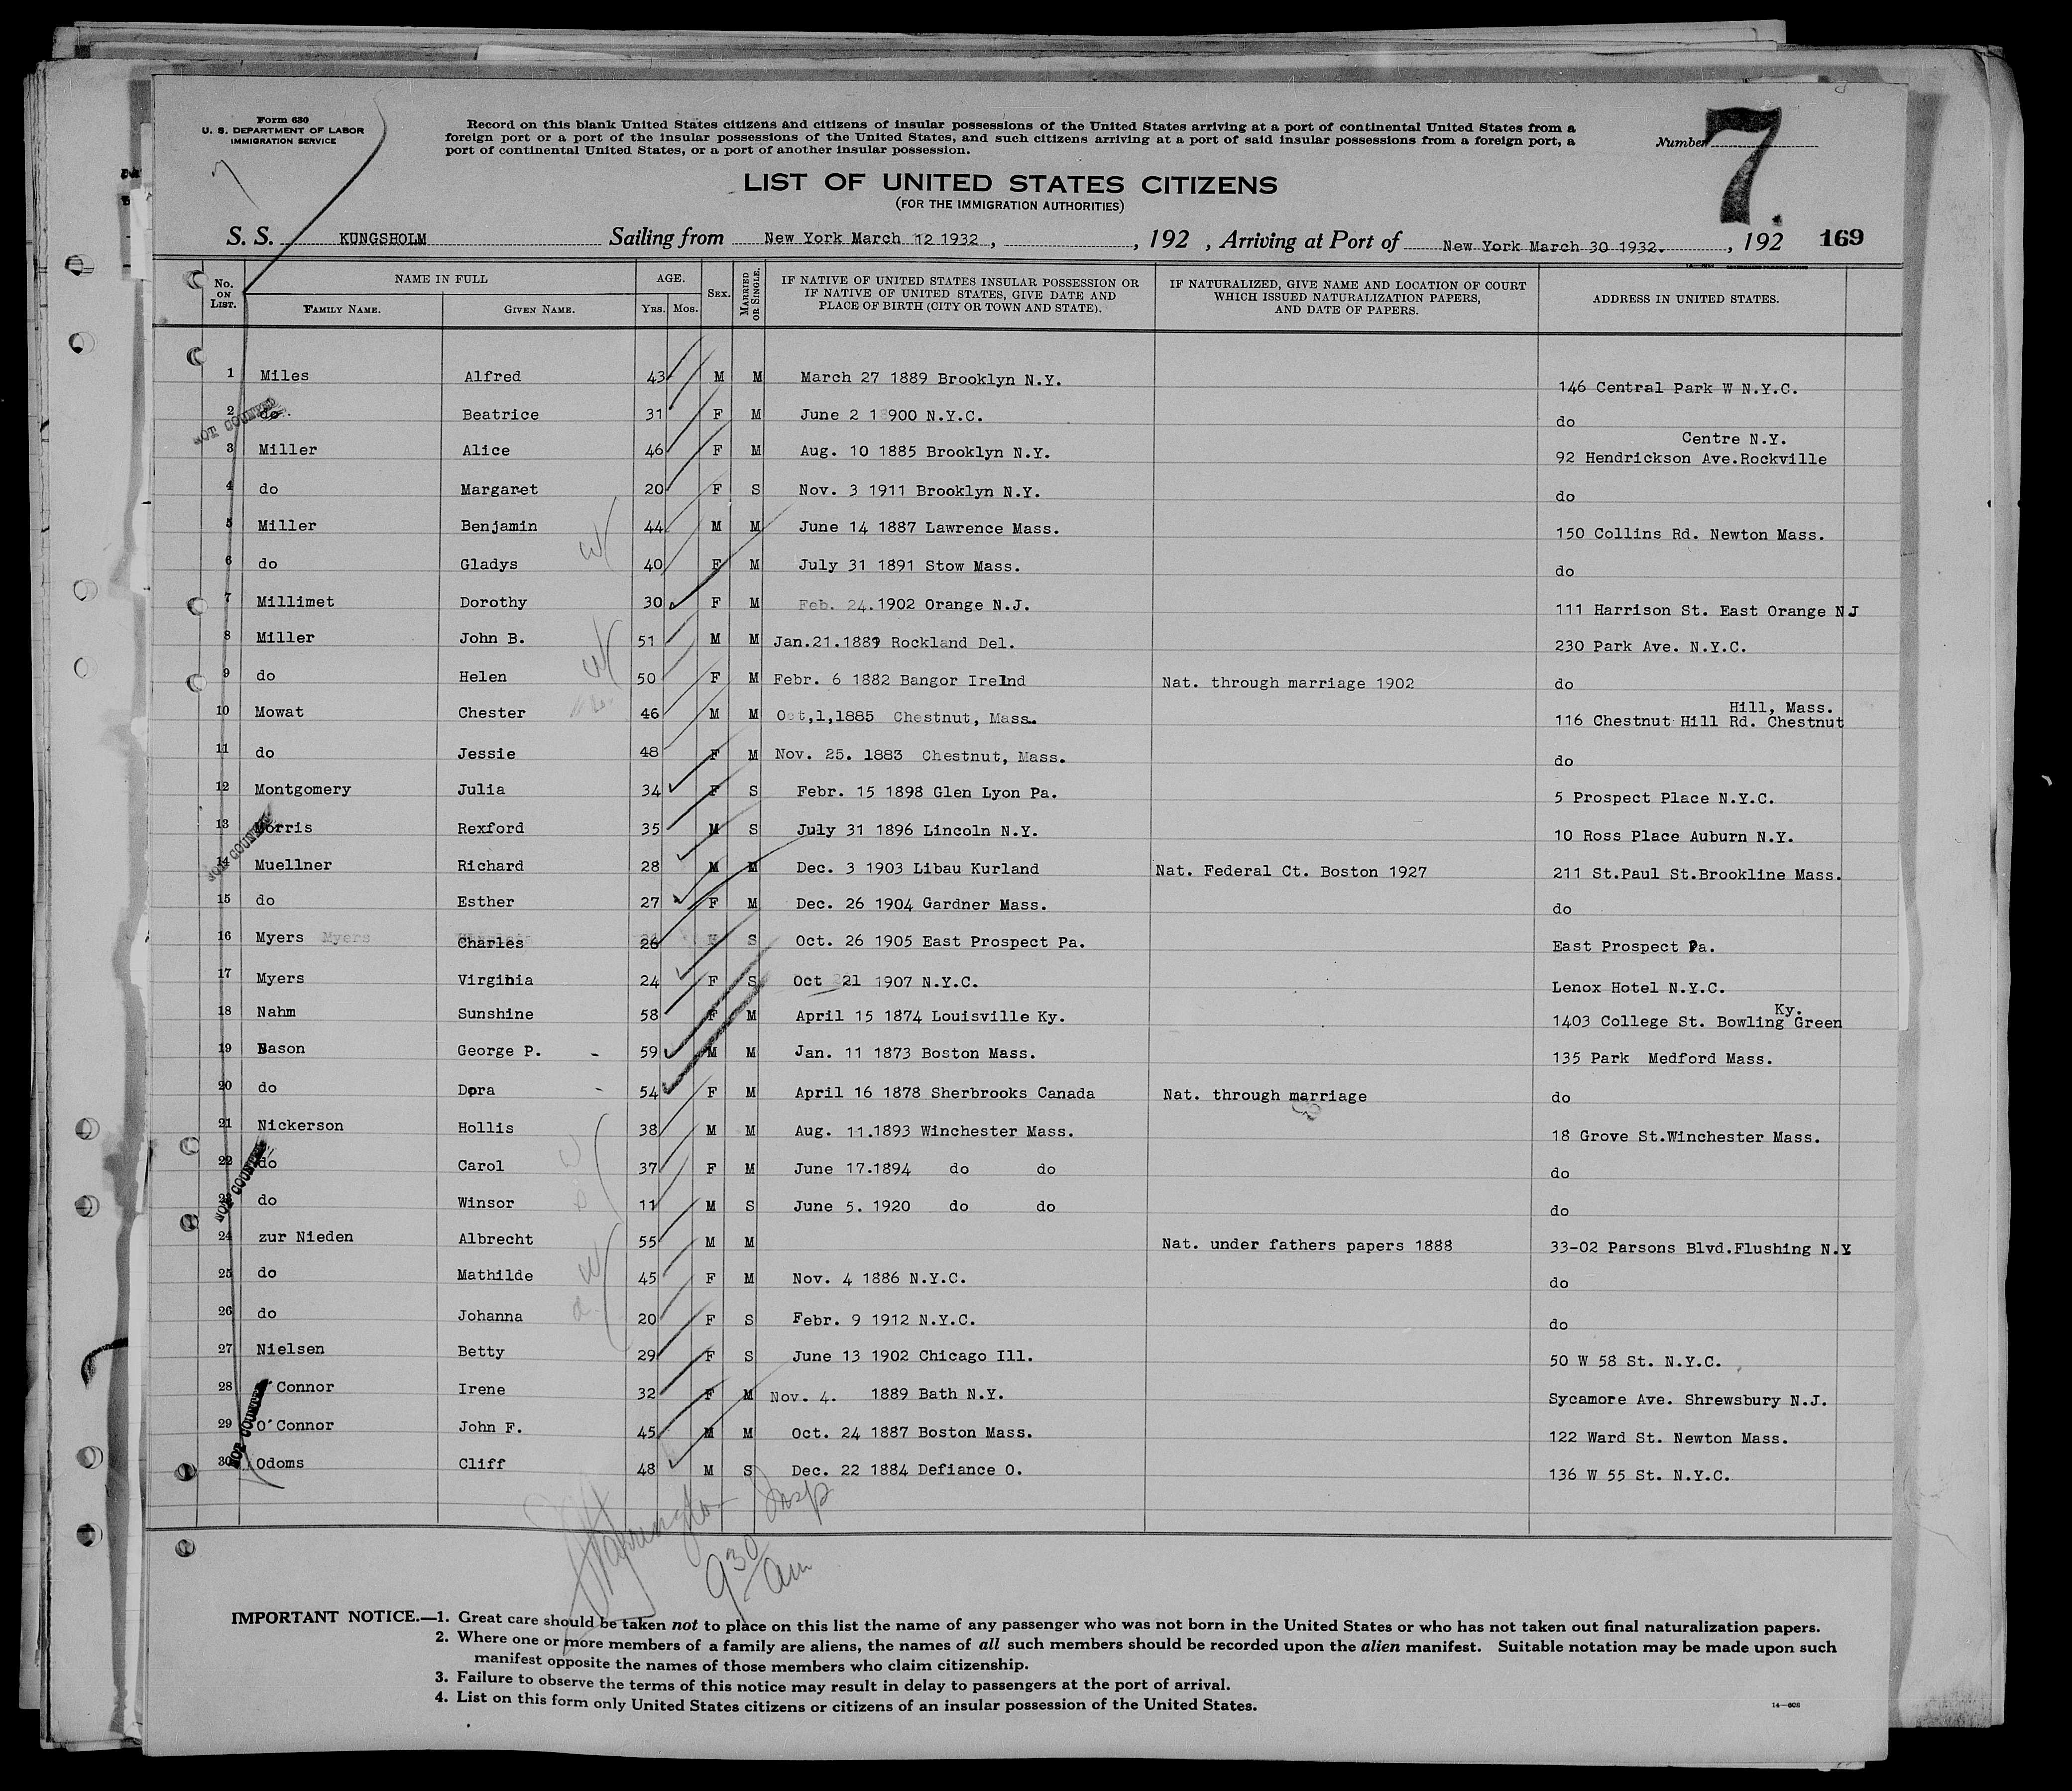 Form 630
U. S. DEPARTMENT OF LABOR
IMMIGRATION SERVICE
Record on this blank United States citizens and citizens of insular possessions of the United States arriving at a port of continental United States from a
foreign port or a port of the insular possessions of the United States, and such citizens arriving at a port of said insular possessions from a foreign port, a
port of continental United States, or a port of another insular possession.
Number 7
LIST OF UNITED STATES CITIZENS
(FOR THE IMMIGRATION AUTHORITIES)
S. S. KUNGSHOLM Sailing from New York March 12 1932, , 192 , Arriving at Port of New York March 30 1932. , 192 169
No. ON LIST. NAME IN FULL FAMILY NAME. GIVEN NAME. AGE. YRS. MOS. SEX. MARRIED OR SINGLE. IF NATIVE OF UNITED STATES INSULAR POSSESSION OR IF NATIVE OF UNITED STATES, GIVE DATE AND PLACE OF BIRTH (CITY OR TOWN AND STATE). IF NATURALIZED, GIVE NAME AND LOCATION OF COURT WHICH ISSUED NATURALIZATION PAPERS, AND DATE OF PAPERS. ADDRESS IN UNITED STATES.
1 Miles Alfred 43 M M March 27 1889 Brooklyn N.Y. 146 Central Park W N.Y.C.
NOT COUNTED
2 do Beatrice 31 F M June 2 1900 N.Y.C. do
3 Miller Alice 46 F M Aug. 10 1885 Brooklyn N.Y. 92 Hendrickson Ave.Rockville Centre N.Y.
4 do Margaret 20 F S Nov. 3 1911 Brooklyn N.Y. do
5 Miller Benjamin 44 M M June 14 1887 Lawrence Mass. 150 Collins Rd. Newton Mass.
6 do Gladys 40 F M July 31 1891 Stow Mass. do
7 Millimet Dorothy 30 F M Feb. 24.1902 Orange N.J. 111 Harrison St. East Orange NJ
8 Miller John B. 51 M M Jan.21.1889 Rockland Del. 230 Park Ave. N.Y.C.
9 do Helen 50 F M Febr. 6 1882 Bangor Irelnd Nat. through marriage 1902 do
10 Mowat Chester 46 M M Oct,1,1885 Chestnut, Mass. 116 Chestnut Hill Rd. Chestnut Hill, Mass.
11 do Jessie 48 F M Nov. 25. 1883 Chestnut, Mass. do
12 Montgomery Julia 34 F S Febr. 15 1898 Glen Lyon Pa. 5 Prospect Place N.Y.C.
13 Morris Rexford 35 M S July 31 1896 Lincoln N.Y. 10 Ross Place Auburn N.Y.
NOT COUNTED
14 Muellner Richard 28 M M Dec. 3 1903 Libau Kurland Nat. Federal Ct. Boston 1927 211 St.Paul St.Brookline Mass.
15 do Esther 27 F M Dec. 26 1904 Gardner Mass. do
16 Myers Myers Charles 26 M S Oct. 26 1905 East Prospect Pa. East Prospect Pa.
17 Myers Virginia 24 F S Oct 21 1907 N.Y.C. Lenox Hotel N.Y.C.
18 Nahm Sunshine 58 F M April 15 1874 Louisville Ky. 1403 College St. Bowling Green Ky.
19 Nason George P. - 59 M M Jan. 11 1873 Boston Mass. 135 Park Medford Mass.
20 do Dora - 54 F M April 16 1878 Sherbrooks Canada Nat. through marriage do
21 Nickerson Hollis 38 M M Aug. 11.1893 Winchester Mass. 18 Grove St.Winchester Mass.
22 do Carol 37 F M June 17.1894 do do do
NOT COUNTED
23 do Winsor 11 M S June 5. 1920 do do do
24 zur Nieden Albrecht 55 M M Nat. under fathers papers 1888 33-02 Parsons Blvd.Flushing N.Y.
25 do Mathilde 45 F M Nov. 4 1886 N.Y.C. do
26 do Johanna 20 F S Febr. 9 1912 N.Y.C. do
27 Nielsen Betty 29 F S June 13 1902 Chicago Ill. 50 W 58 St. N.Y.C.
28 Connor Irene 32 F M Nov. 4. 1889 Bath N.Y. Sycamore Ave. Shrewsbury N.J.
NOT COUNTED
29 O'Connor John F. 45 M M Oct. 24 1887 Boston Mass. 122 Ward St. Newton Mass.
30 Odoms Cliff 48 M S Dec. 22 1884 Defiance O. 136 W 55 St. N.Y.C.
Insp
9 30 am
IMPORTANT NOTICE.—1. Great care should be taken not to place on this list the name of any passenger who was not born in the United States or who has not taken out final naturalization papers.
2. Where one or more members of a family are aliens, the names of all such members should be recorded upon the alien manifest. Suitable notation may be made upon such
manifest opposite the names of those members who claim citizenship.
3. Failure to observe the terms of this notice may result in delay to passengers at the port of arrival.
4. List on this form only United States citizens or citizens of an insular possession of the United States.